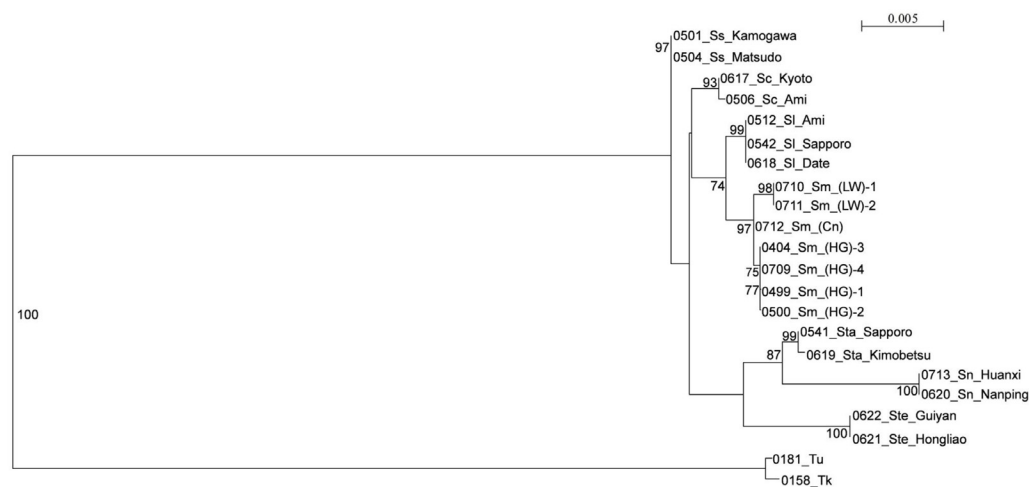 0.005
0501_Ss_Kamogawa
97
0504_Ss_Matsudo
0617_Sc_Kyoto
93
0506_Sc_Ami
0512_Sl_Ami
99
0542_Sl_Sapporo
0618_Sl_Date
74
0710_Sm_(LW)-1
98
0711_Sm_(LW)-2
97
0712_Sm_(Cn)
0404_Sm_(HG)-3
0709_Sm_(HG)-4
75
0499_Sm_(HG)-1
77
0500_Sm_(HG)-2
100
0541_Sta_Sapporo
99
0619_Sta_Kimobetsu
87
0713_Sn_Huanxi
100
0620_Sn_Nanping
0622_Ste_Guiyan
100
0621_Ste_Hongliao
0181_Tu
0158_Tk